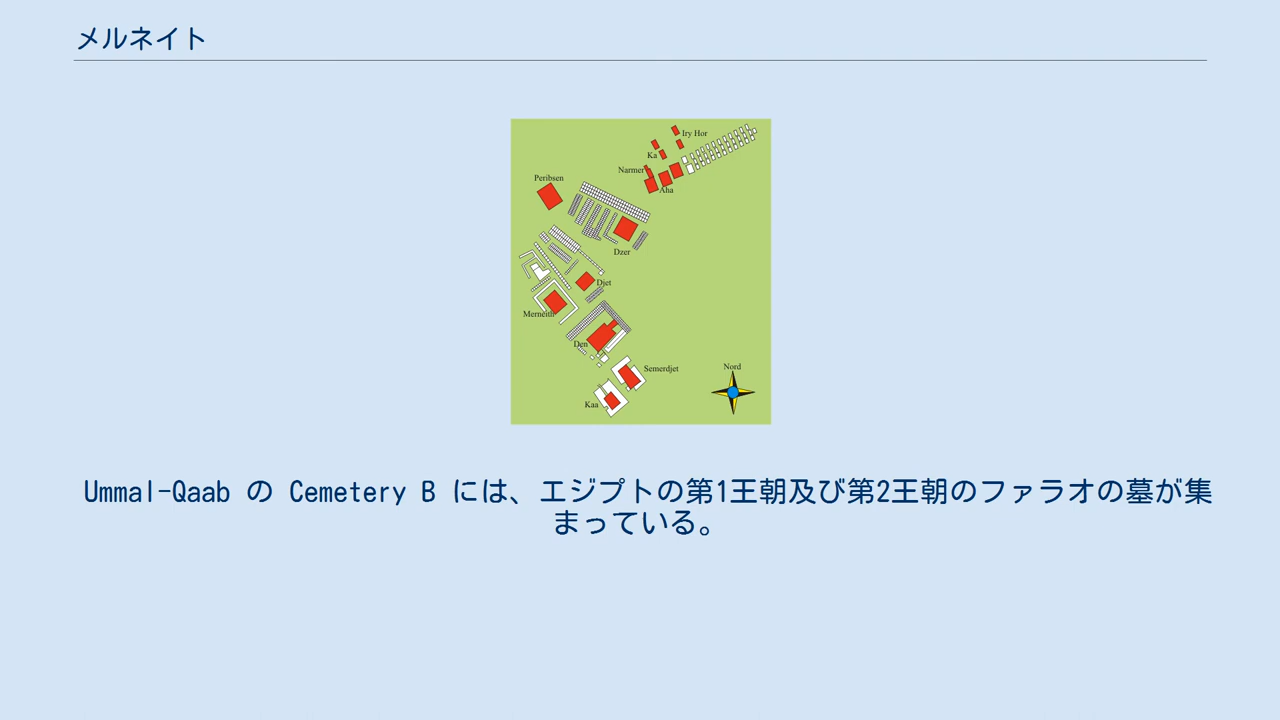 メルネイト
Iry Hor
Ka
Narmer
Aha
Peribsen
Dzer
Djet
Merneith
Den
Semerdjet
Nord
Kaa
Ummal-Qaab の Cemetery B には、エジプトの第1王朝及び第2王朝のファラオの墓が集
まっている。